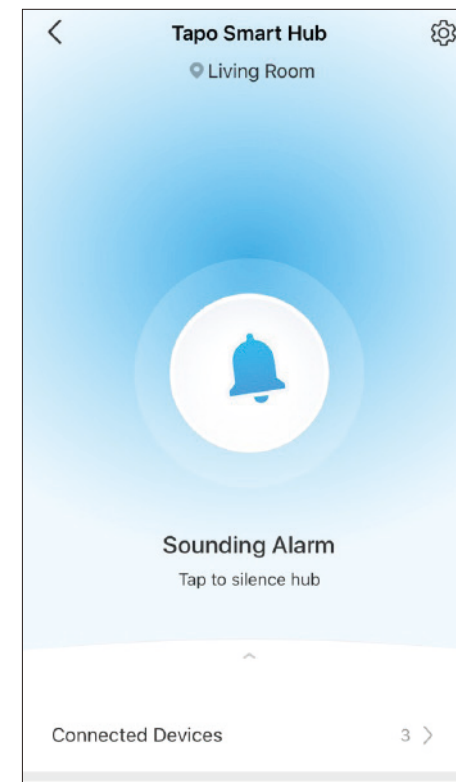 Tapo Smart Hub
Living Room
Sounding Alarm
Tap to silence hub
Connected Devices 3